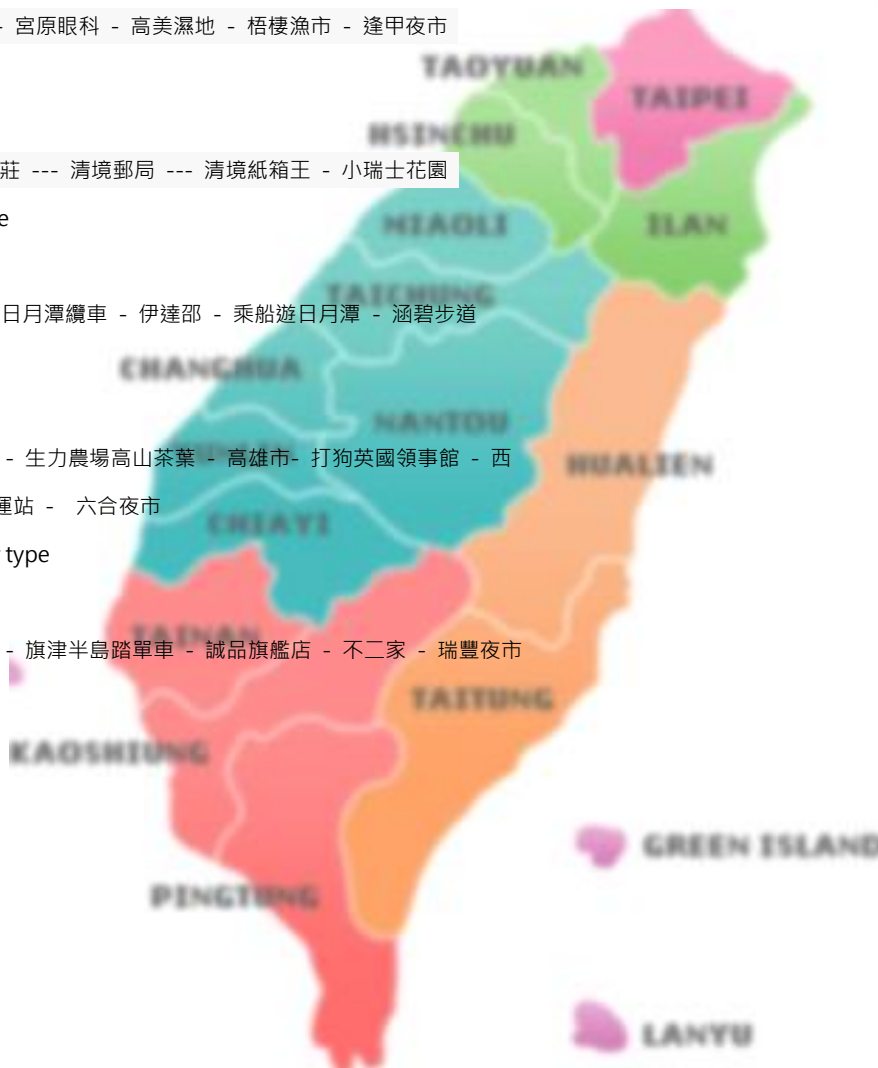 - 宮原眼科 - 高美濕地 - 梧棲漁市 - 逢甲夜市
TAOYUAN
TAIPEI
HSINCHU
莊 --- 清境郵局 --- 清境紙箱王 - 小瑞士花園
e
MIAOLI
ILAN
TAICHUNG
日月潭纜車 - 伊達邵 - 乘船遊日月潭 - 涵碧步道
CHANGHUA
NANTOU
- 生力農場高山茶葉 - 高雄市- 打狗英國領事館 - 西
HUALIEN
運站 - 六合夜市
CHIAYI
type
TAINAN
- 旗津半島踏單車 - 誠品旗艦店 - 不二家 - 瑞豐夜市
TAITUNG
KAOSHIUNG
GREEN ISLAND
PINGTUNG
LANYU